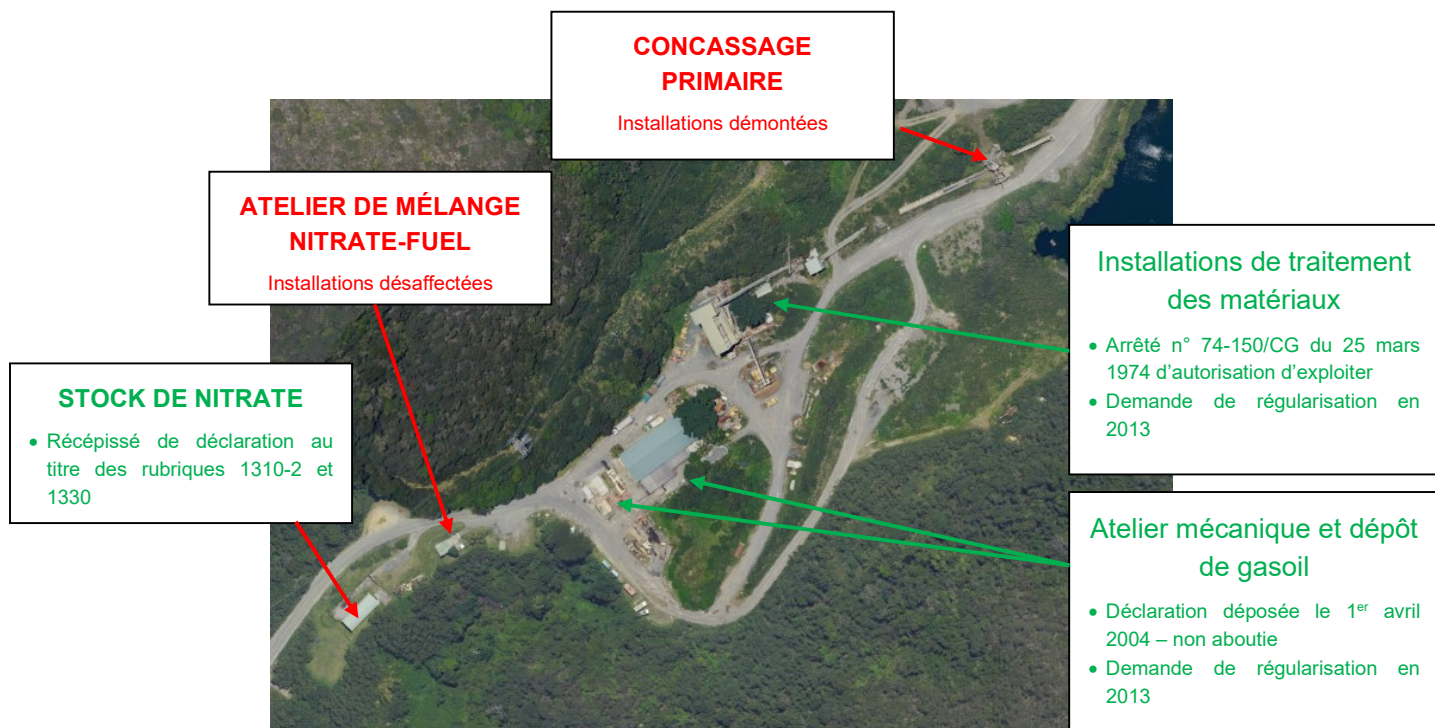 CONCASSAGE
PRIMAIRE
Installations démontées
ATELIER DE MÉLANGE
NITRATE-FUEL
Installations désaffectées
STOCK DE NITRATE
• Récépissé de déclaration au
titre des rubriques 1310-2 et
1330
Installations de traitement
des matériaux
• Arrêté n° 74-150/CG du 25 mars
1974 d’autorisation d’exploiter
• Demande de régularisation en
2013
Atelier mécanique et dépôt
de gasoil
• Déclaration déposée le 1er avril
2004 – non aboutie
• Demande de régularisation en
2013